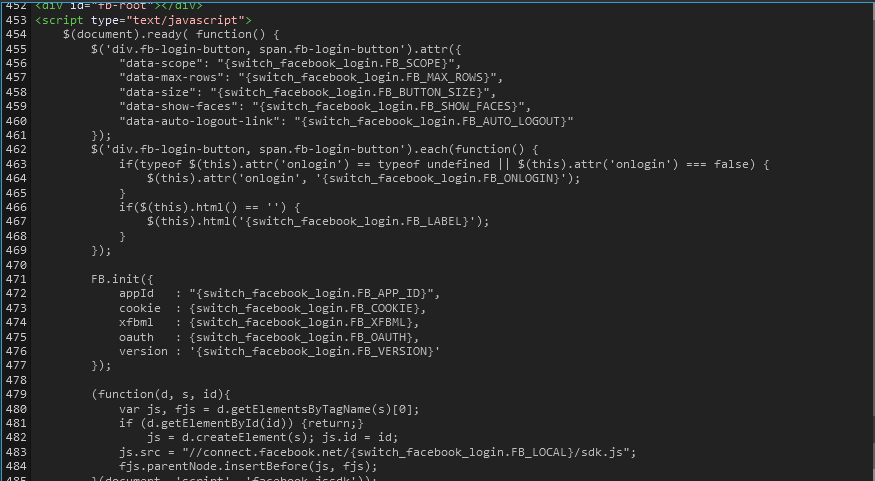 452 <div id="fb-root"></div>
453 <script type="text/javascript">
454     $(document).ready( function() {
455         $('div.fb-login-button, span.fb-login-button').attr({
456             "data-scope": "{switch_facebook_login.FB_SCOPE}",
457             "data-max-rows": "{switch_facebook_login.FB_MAX_ROWS}",
458             "data-size": "{switch_facebook_login.FB_BUTTON_SIZE}",
459             "data-show-faces": "{switch_facebook_login.FB_SHOW_FACES}",
460             "data-auto-logout-link": "{switch_facebook_login.FB_AUTO_LOGOUT}"
461         });
462         $('div.fb-login-button, span.fb-login-button').each(function() {
463             if(typeof $(this).attr('onlogin') == typeof undefined || $(this).attr('onlogin') === false) {
464                 $(this).attr('onlogin', '{switch_facebook_login.FB_ONLOGIN}');
465             }
466             if($(this).html() == '') {
467                 $(this).html('{switch_facebook_login.FB_LABEL}');
468             }
469         });
470
471         FB.init({
472             appId   : "{switch_facebook_login.FB_APP_ID}",
473             cookie  : {switch_facebook_login.FB_COOKIE},
474             xfbml   : {switch_facebook_login.FB_XFBML},
475             oauth   : {switch_facebook_login.FB_OAUTH},
476             version : '{switch_facebook_login.FB_VERSION}'
477         });
478
479         (function(d, s, id){
480             var js, fjs = d.getElementsByTagName(s)[0];
481             if (d.getElementById(id)) {return;}
482                 js = d.createElement(s); js.id = id;
483             js.src = "//connect.facebook.net/{switch_facebook_login.FB_LOCAL}/sdk.js";
484             fjs.parentNode.insertBefore(js, fjs);
485         }(document, 'script', 'facebook-jssdk'));